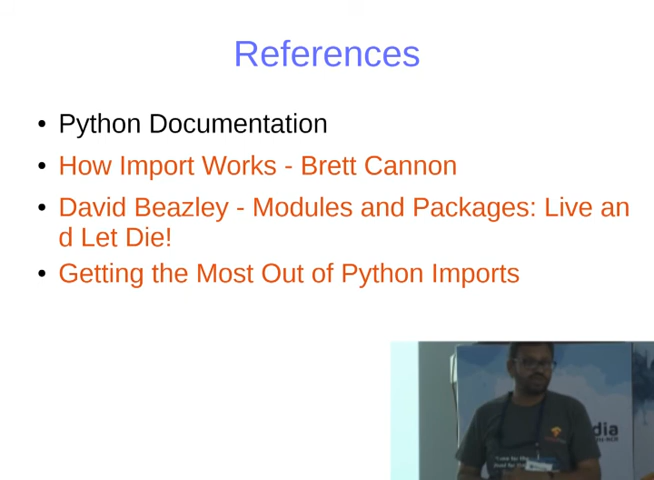 References
• Python Documentation
• How Import Works - Brett Cannon
• David Beazley - Modules and Packages: Live an
d Let Die!
• Getting the Most Out of Python Imports
dia